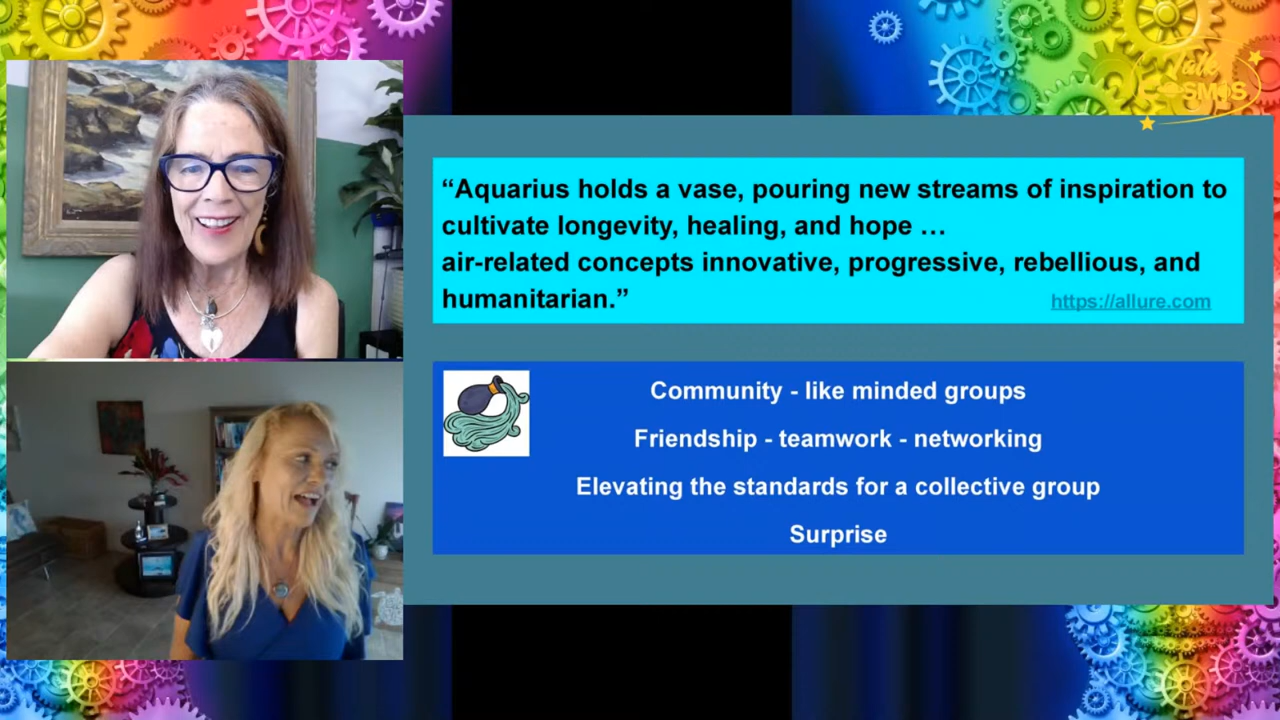 Talk
COSMOS
“Aquarius holds a vase, pouring new streams of inspiration to
cultivate longevity, healing, and hope …
air-related concepts innovative, progressive, rebellious, and
humanitarian.”
https://allure.com
Community - like minded groups
Friendship - teamwork - networking
Elevating the standards for a collective group
Surprise